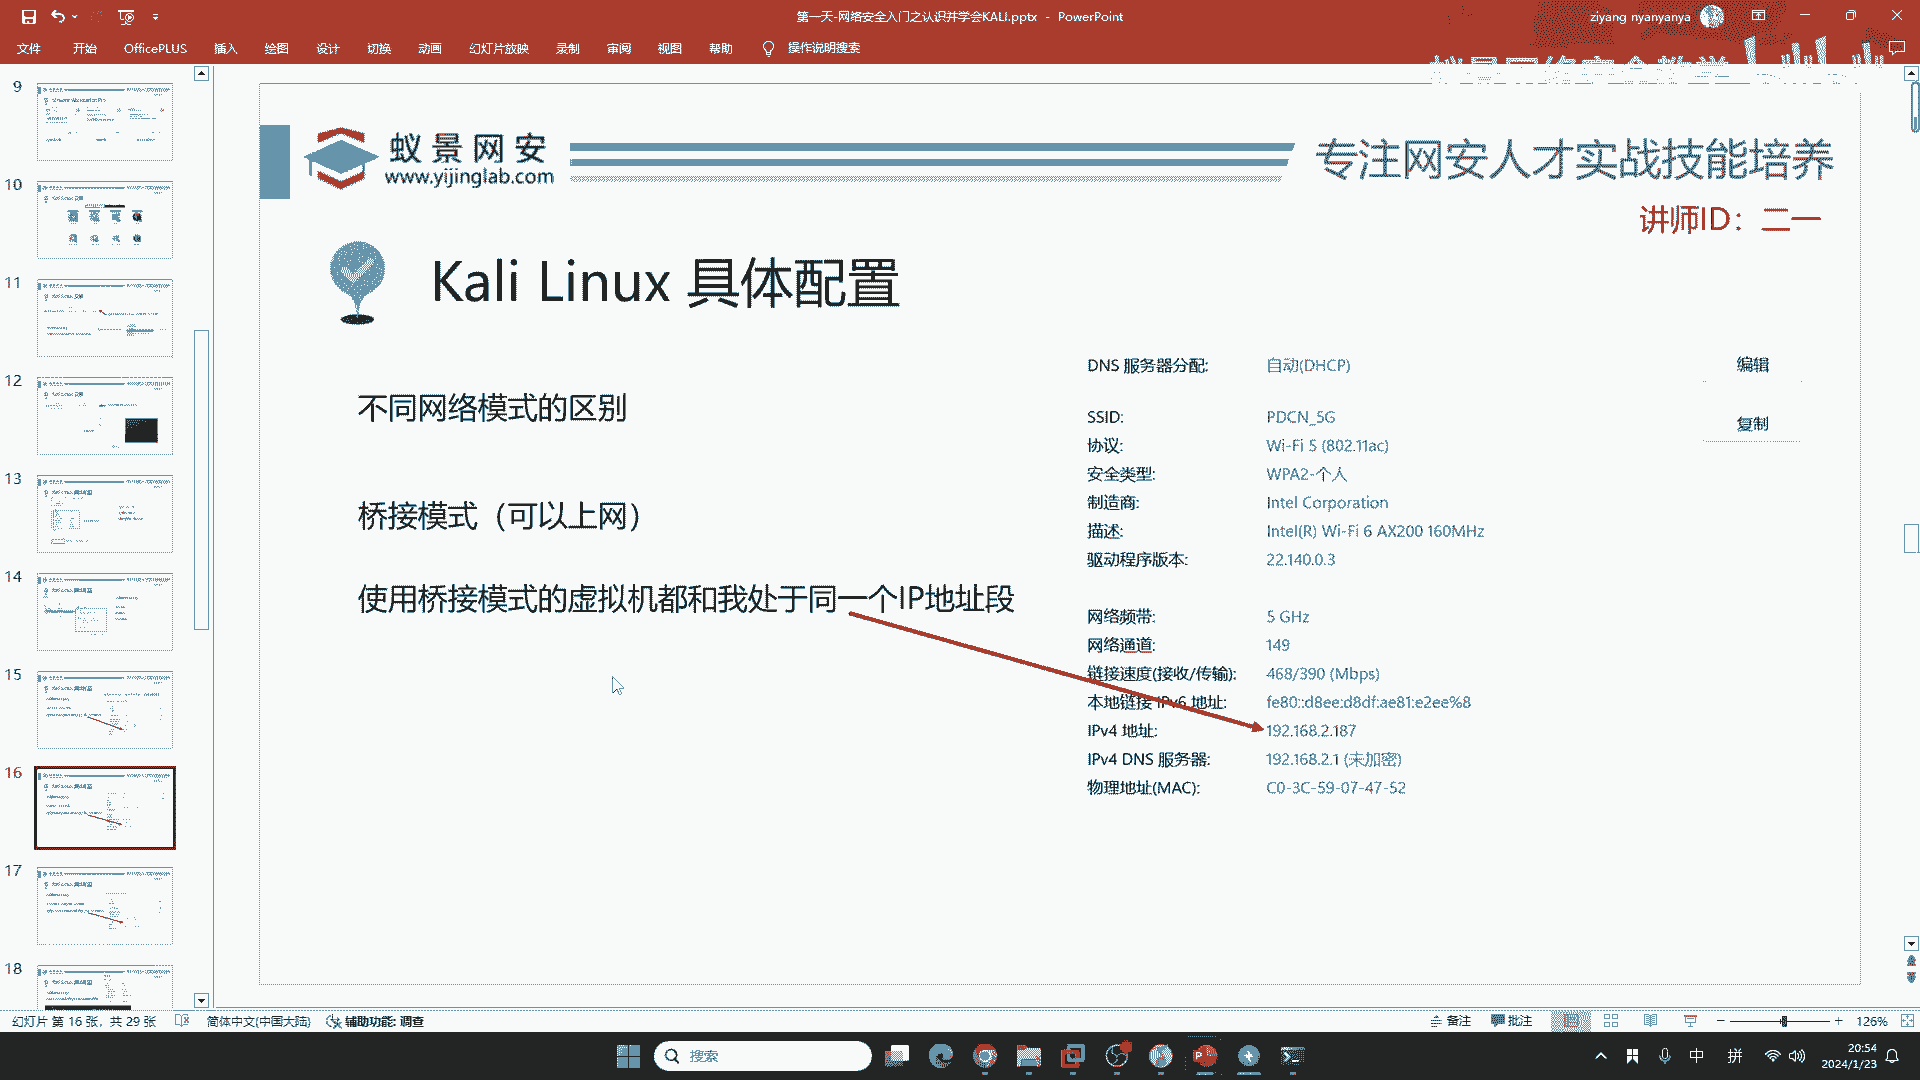 第一天-网络安全入门之认识并学会KALI.pptx - PowerPoint
ziyang nyanyanya
文件 开始 OfficePLUS 插入 绘图 设计 切换 动画 幻灯片放映 录制 审阅 视图 帮助 操作说明搜索
9
10
11
12
13
14
15
16
17
18
蚁景网安
www.yijinglab.com
专注网安人才实战技能培养
讲师ID：二一
Kali Linux 具体配置
不同网络模式的区别
桥接模式（可以上网）
使用桥接模式的虚拟机都和我处于同一个IP地址段
DNS 服务器分配: 自动(DHCP)
编辑
SSID: PDCN_5G
复制
协议: Wi-Fi 5 (802.11ac)
安全类型: WPA2-个人
制造商: Intel Corporation
描述: Intel(R) Wi-Fi 6 AX200 160MHz
驱动程序版本: 22.140.0.3
网络频带: 5 GHz
网络通道: 149
链接速度(接收/传输): 468/390 (Mbps)
本地链接 IPv6 地址: fe80::d8ee:d8df:ae81:e2ee%8
IPv4 地址: 192.168.2.187
IPv4 DNS 服务器: 192.168.2.1 (未加密)
物理地址(MAC): C0-3C-59-07-47-52
幻灯片 第 16 张，共 29 张 简体中文(中国大陆) 辅助功能: 调查
备注 批注 126%
搜索
中 拼
20:54
2024/1/23